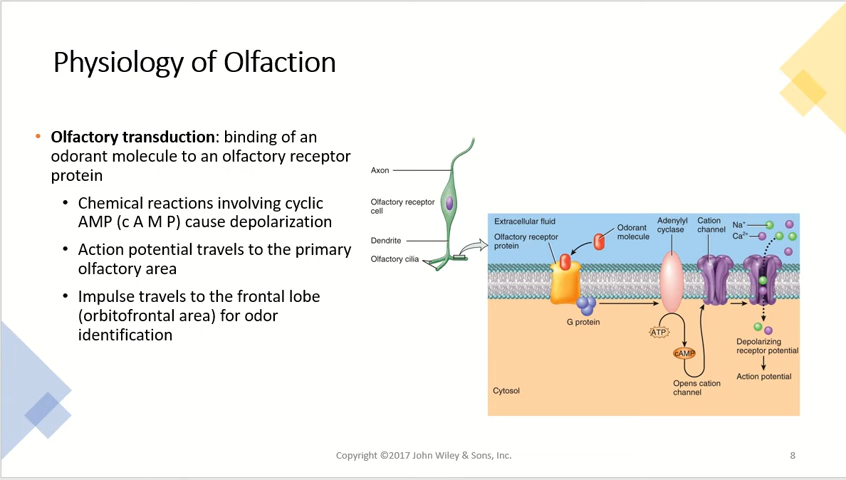 Physiology of Olfaction
• Olfactory transduction: binding of an
odorant molecule to an olfactory receptor
protein
• Chemical reactions involving cyclic
AMP (c A M P) cause depolarization
• Action potential travels to the primary
olfactory area
• Impulse travels to the frontal lobe
(orbitofrontal area) for odor
identification
Axon
Olfactory receptor
cell
Dendrite
Olfactory cilia
Extracellular fluid
Olfactory receptor
protein
Odorant
molecule
Adenylyl
cyclase
Cation
channel
Na+
Ca2+
G protein
ATP
cAMP
Opens cation
channel
Depolarizing
receptor potential
Action potential
Cytosol
Copyright ©2017 John Wiley & Sons, Inc.
8